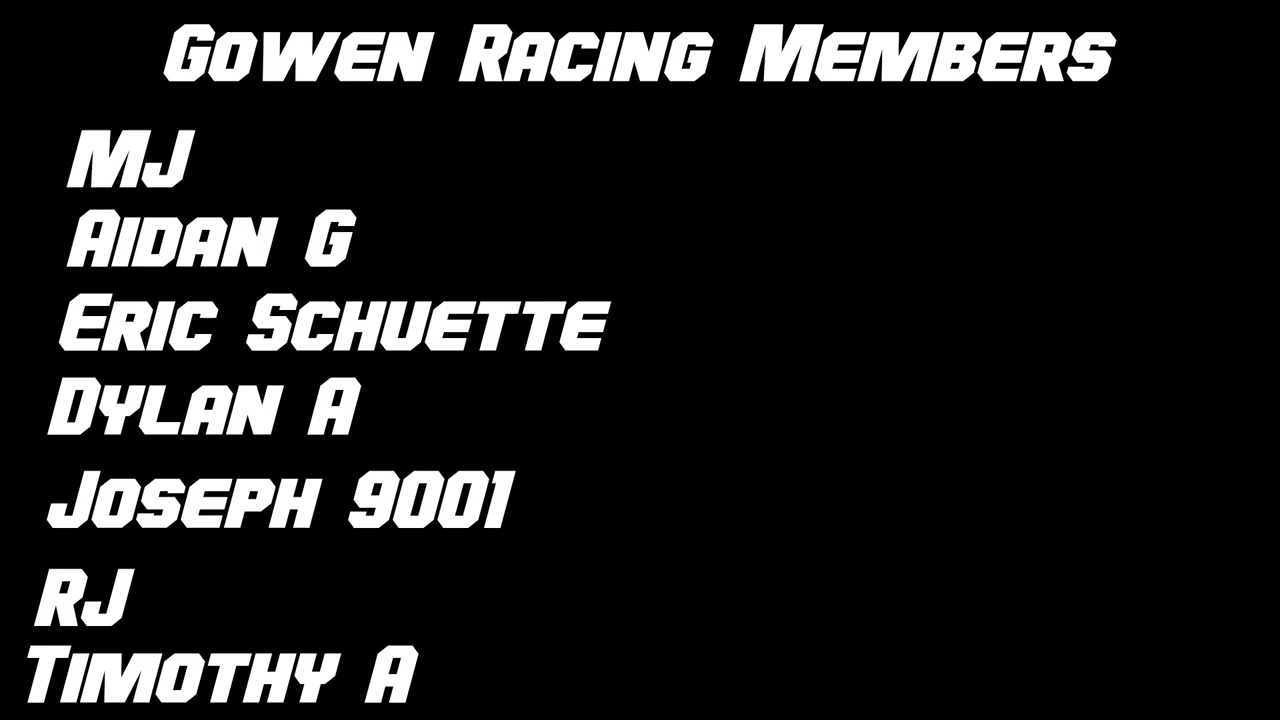 Gowen Racing Members
MJ
Aidan G
Eric Schuette
Dylan A
Joseph 9001
RJ
Timothy A